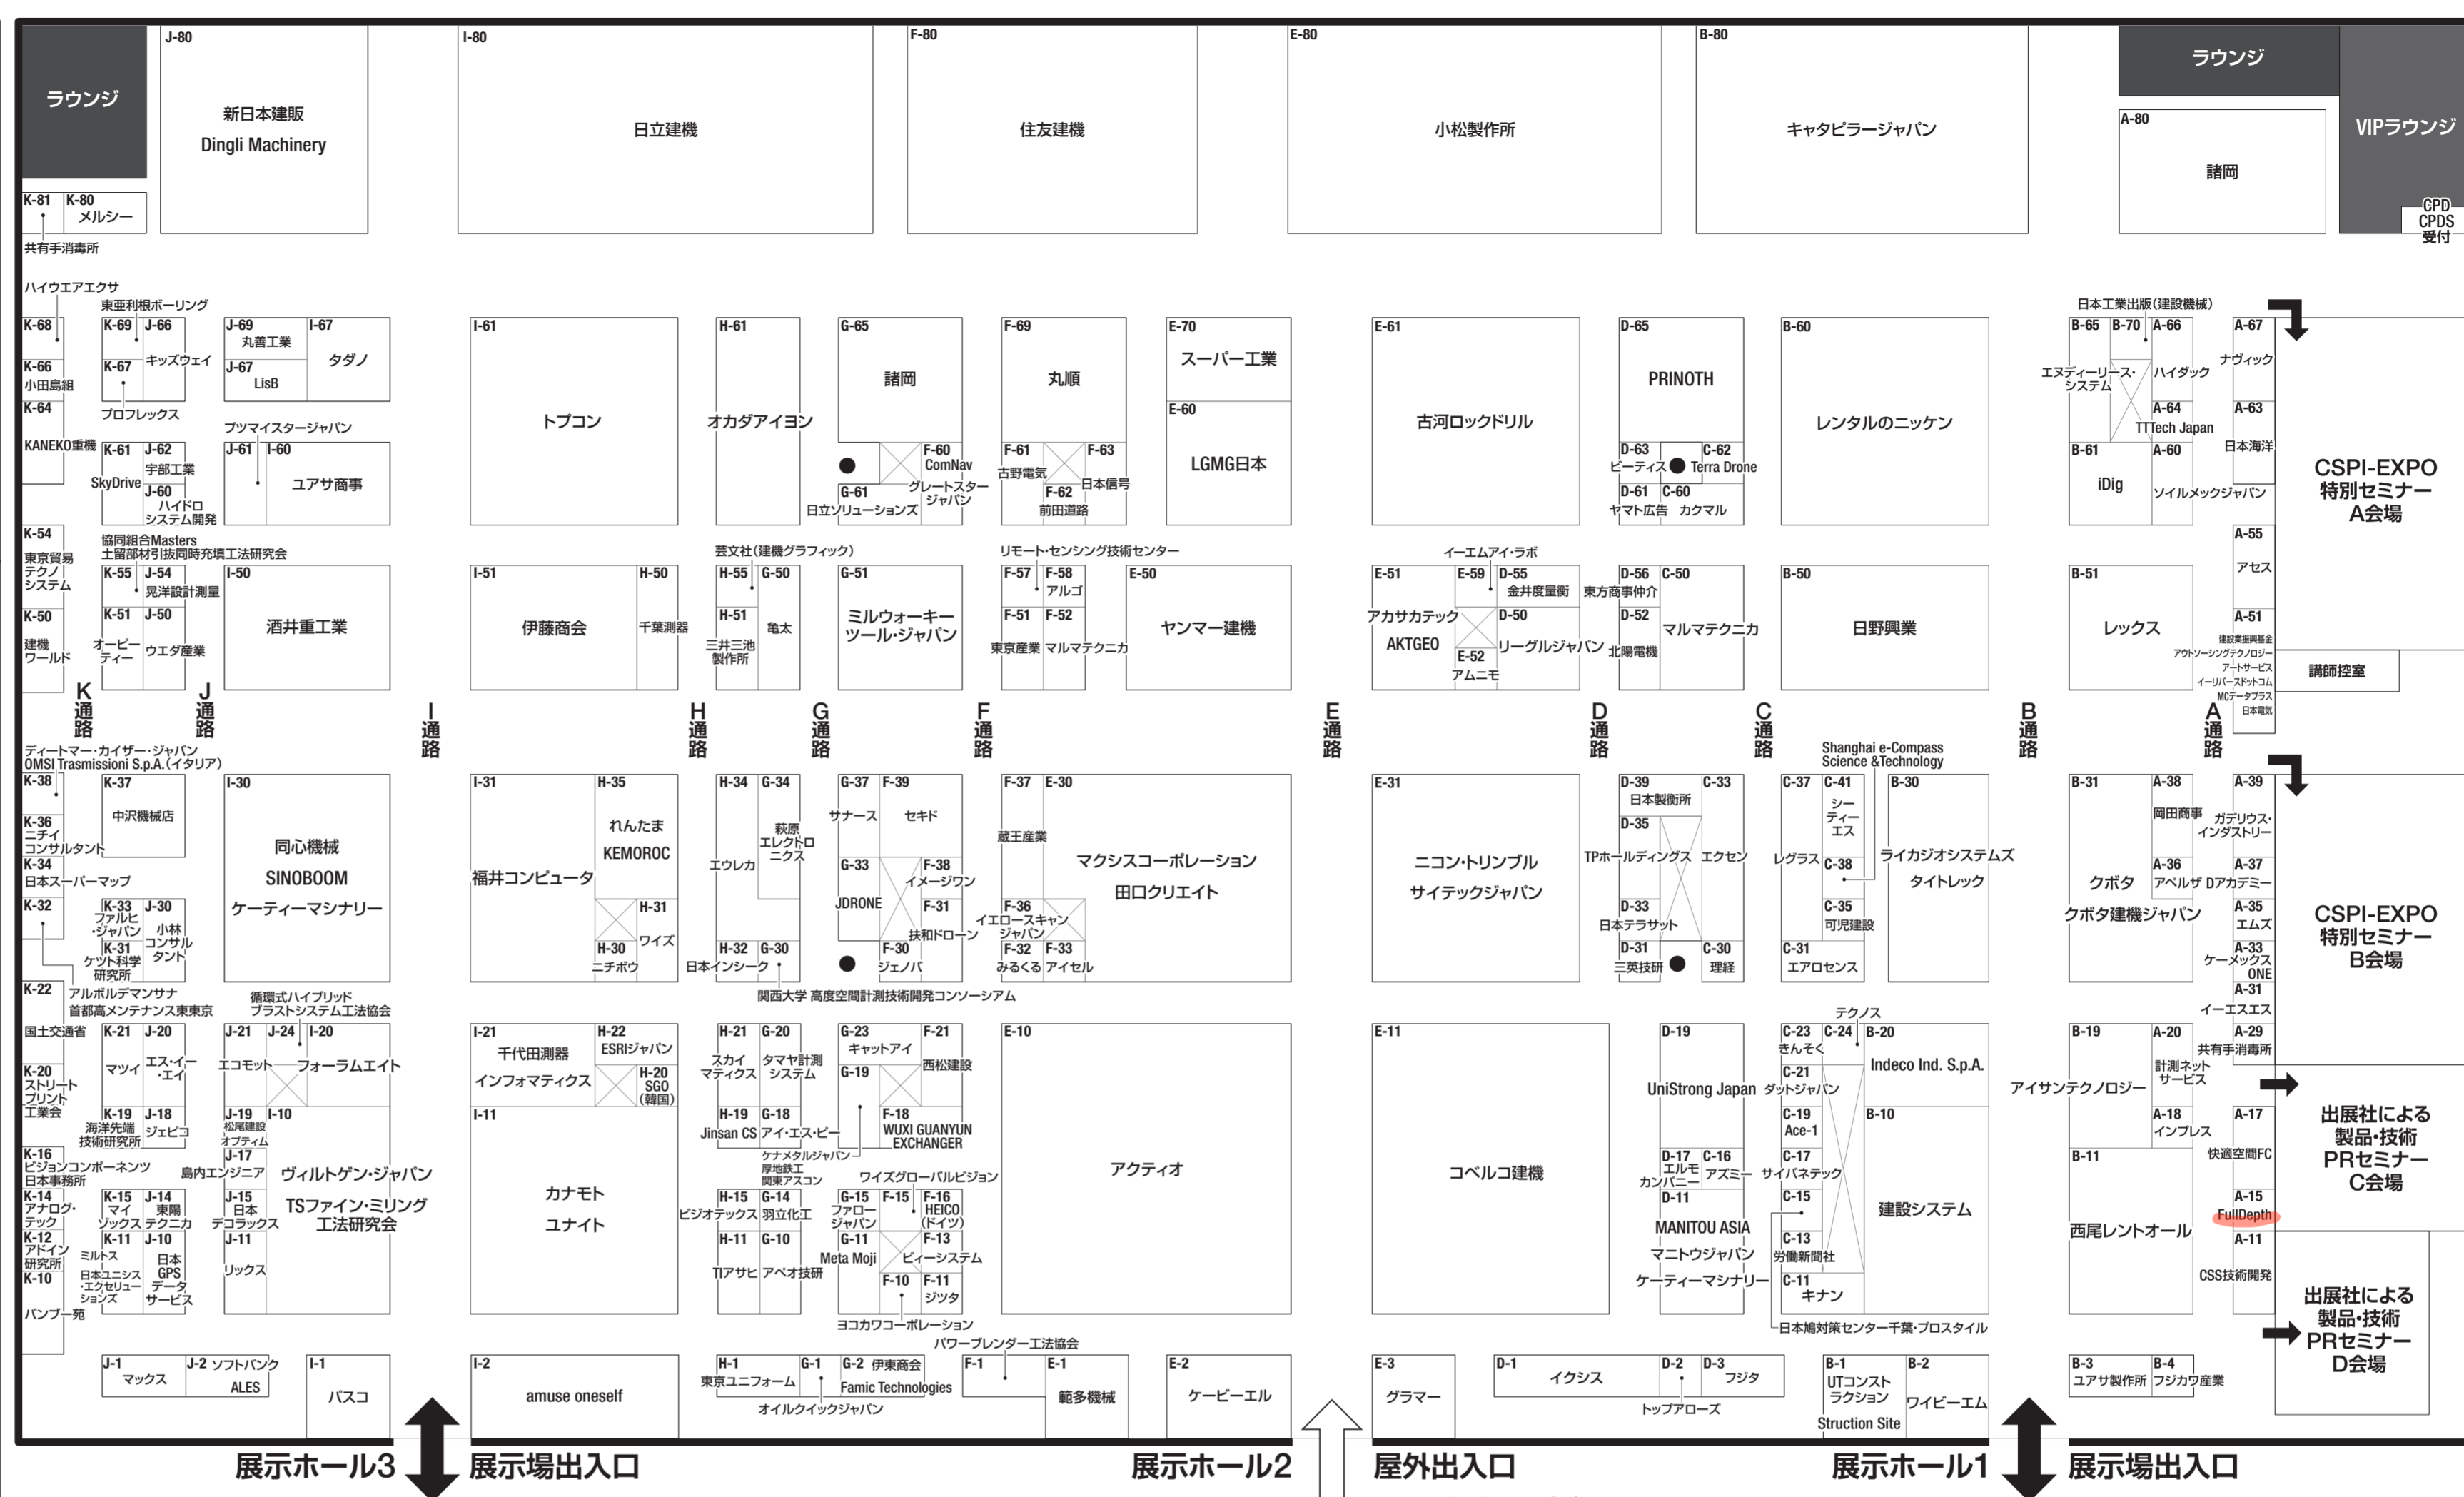 ラウンジ
J-80
新日本建販
Dingli Machinery
I-80
日立建機
F-80
住友建機
E-80
小松製作所
B-80
キャタピラージャパン
ラウンジ
A-80
諸岡
VIPラウンジ
CPD
CPDS
受付
K-81
K-80
メルシー
共有手消毒所
ハイウエアエクサ
東亜利根ボーリング
K-68
K-66
小田島組
K-64
KANEKO重機
K-69
J-66
キッズウェイ
K-67
プロフレックス
J-69
丸善工業
I-67
タダノ
J-67
LisB
プツマイスタージャパン
K-61
SkyDrive
J-62
宇部工業
J-60
ハイドロ
システム開発
J-61
I-60
ユアサ商事
I-61
トプコン
H-61
オカダアイヨン
G-65
諸岡
F-60
ComNav
グレートスター
ジャパン
G-61
日立ソリューションズ
F-69
丸順
F-61
古野電気
F-63
日本信号
F-62
前田道路
E-70
スーパー工業
E-60
LGMG日本
E-61
古河ロックドリル
D-65
PRINOTH
D-63
ビーティス
C-62
Terra Drone
D-61
ヤマト広告
C-60
カクマル
B-60
レンタルのニッケン
日本工業出版(建設機械)
B-65
B-70
A-66
エヌディーリース・
システム
ハイダック
A-64
TTTech Japan
B-61
iDig
A-60
ソイルメックジャパン
A-67
ナヴィック
A-63
日本海洋
CSPI-EXPO
特別セミナー
A会場
K-54
東京貿易
テクノ
システム
K-50
建機
ワールド
協同組合Masters
土留部材引抜同時充填工法研究会
K-55
J-54
晃洋設計測量
K-51
オービー
ティー
J-50
ウエダ産業
I-50
酒井重工業
I-51
伊藤商会
H-50
千葉測器
芸文社(建機グラフィック)
H-55
G-50
亀太
H-51
三井三池
製作所
G-51
ミルウォーキー
ツール・ジャパン
リモート・センシング技術センター
F-57
F-58
アルゴ
F-51
東京産業
F-52
マルマテクニカ
E-50
ヤンマー建機
イーエムアイ・ラボ
E-51
アカサカテック
AKTGEO
E-59
D-55
金井度量衡
D-50
リーグルジャパン
E-52
アムニモ
D-56
東方商事仲介
C-50
マルマテクニカ
D-52
北陽電機
B-50
日野興業
B-51
レックス
A-55
アセス
A-51
建設業振興基金
アウトソーシングテクノロジー
アートサービス
イーリバースドットコム
MCデータプラス
日本電気
講師控室
K通路
J通路
I通路
H通路
G通路
F通路
E通路
D通路
C通路
B通路
A通路
ディートマー・カイザー・ジャパン
OMSI Trasmissioni S.p.A.(イタリア)
K-38
K-36
ニチイ
コンサルタント
K-34
日本スーパーマップ
K-32
K-37
中沢機械店
K-33
ファルヒ
・ジャパン
K-31
ケツト科学
研究所
J-30
小林
コンサル
タント
アルボルデマンサナ
首都高メンテナンス東東京
I-30
同心機械
SINOBOOM
ケーティーマシナリー
I-31
福井コンピュータ
H-35
れんたま
KEMOROC
H-31
ワイズ
H-30
ニチボウ
H-34
エウレカ
G-34
萩原
エレクトロ
ニクス
H-32
日本インシーク
G-30
関西大学 高度空間計測技術開発コンソーシアム
G-37
サナース
F-39
セキド
G-33
JDRONE
F-38
イメージワン
F-31
扶和ドローン
F-30
ジェノバ
F-37
蔵王産業
E-30
マクシスコーポレーション
田口クリエイト
F-36
イエロースキャン
ジャパン
F-32
みるくる
F-33
アイセル
E-31
ニコン・トリンブル
サイテックジャパン
D-39
日本製衡所
C-33
エクセン
D-35
TPホールディングス
D-33
日本テラサット
D-31
三英技研
C-30
理経
Shanghai e-Compass
Science &Technology
C-37
レグラス
C-41
シー
ティー
エス
C-38
C-35
可児建設
C-31
エアロセンス
B-30
ライカジオシステムズ
タイトレック
B-31
クボタ
クボタ建機ジャパン
A-38
岡田商事
A-36
アペルザ
A-39
ガデリウス・
インダストリー
A-37
Dアカデミー
A-35
エムズ
A-33
ケーメックス
ONE
A-31
イーエスエス
A-29
共有手消毒所
CSPI-EXPO
特別セミナー
B会場
K-22
国土交通省
K-20
ストリート
プリント
工業会
K-21
マツイ
J-20
エス・イー
・エイ
K-19
海洋先端
技術研究所
J-18
ジェピコ
循環式ハイブリッド
ブラストシステム工法協会
J-21
エコモット
J-24
I-20
フォーラムエイト
J-19
松尾建設
オプティム
I-10
ヴィルトゲン・ジャパン
TSファイン・ミリング
工法研究会
J-17
島内エンジニア
J-15
日本
デコラックス
J-11
リックス
K-16
ビジョンコンポーネンツ
日本事務所
K-14
アナログ・
テック
K-12
アドイン
研究所
K-10
バンブー苑
K-15
マイ
ゾックス
J-14
東陽
テクニカ
K-11
ミルトス
日本ユニシス
・エクセリュー
ションズ
J-10
日本
GPS
データ
サービス
I-21
千代田測器
インフォマティクス
H-22
ESRIジャパン
H-20
SGO
(韓国)
I-11
カナモト
ユナイト
H-21
スカイ
マティクス
G-20
タマヤ計測
システム
H-19
Jinsan CS
G-18
アイ・エス・ピー
G-23
キャットアイ
F-21
西松建設
G-19
F-18
WUXI GUANYUN
EXCHANGER
ケナメタルジャパン
厚地鉄工
関東アスコン
ワイズグローバルビジョン
H-15
ビジオテックス
G-14
羽立化工
H-11
TIアサヒ
G-10
アペオ技研
G-15
ファロー
ジャパン
F-15
F-16
HEICO
(ドイツ)
G-11
Meta Moji
F-13
ビィーシステム
F-10
F-11
ジツタ
ヨコカワコーポレーション
E-10
アクティオ
E-11
コベルコ建機
D-19
UniStrong Japan
D-17
エルモ
カンパニー
C-16
アズミー
D-11
MANITOU ASIA
マニトウジャパン
ケーティーマシナリー
テクノス
C-23
きんそく
C-24
C-21
ダットジャパン
C-19
Ace-1
C-17
サイバネテック
C-15
C-13
労働新聞社
C-11
キナン
日本鳩対策センター千葉・プロスタイル
B-20
Indeco Ind. S.p.A.
B-10
建設システム
B-19
アイサンテクノロジー
A-20
計測ネット
サービス
A-18
インプレス
B-11
西尾レントオール
A-17
快適空間FC
A-15
FullDepth
A-11
CSS技術開発
出展社による
製品・技術
PRセミナー
C会場
出展社による
製品・技術
PRセミナー
D会場
J-1
マックス
J-2
ソフトバンク
ALES
I-1
パスコ
I-2
amuse oneself
H-1
東京ユニフォーム
G-1
オイルクイックジャパン
G-2
伊東商会
Famic Technologies
パワーブレンダー工法協会
F-1
E-1
範多機械
E-2
ケービーエル
E-3
グラマー
D-1
イクシス
D-2
トップアローズ
D-3
フジタ
B-1
UTコンスト
ラクション
Struction Site
B-2
ワイビーエム
B-3
ユアサ製作所
B-4
フジカワ産業
展示ホール3
展示場出入口
展示ホール2
屋外出入口
展示ホール1
展示場出入口